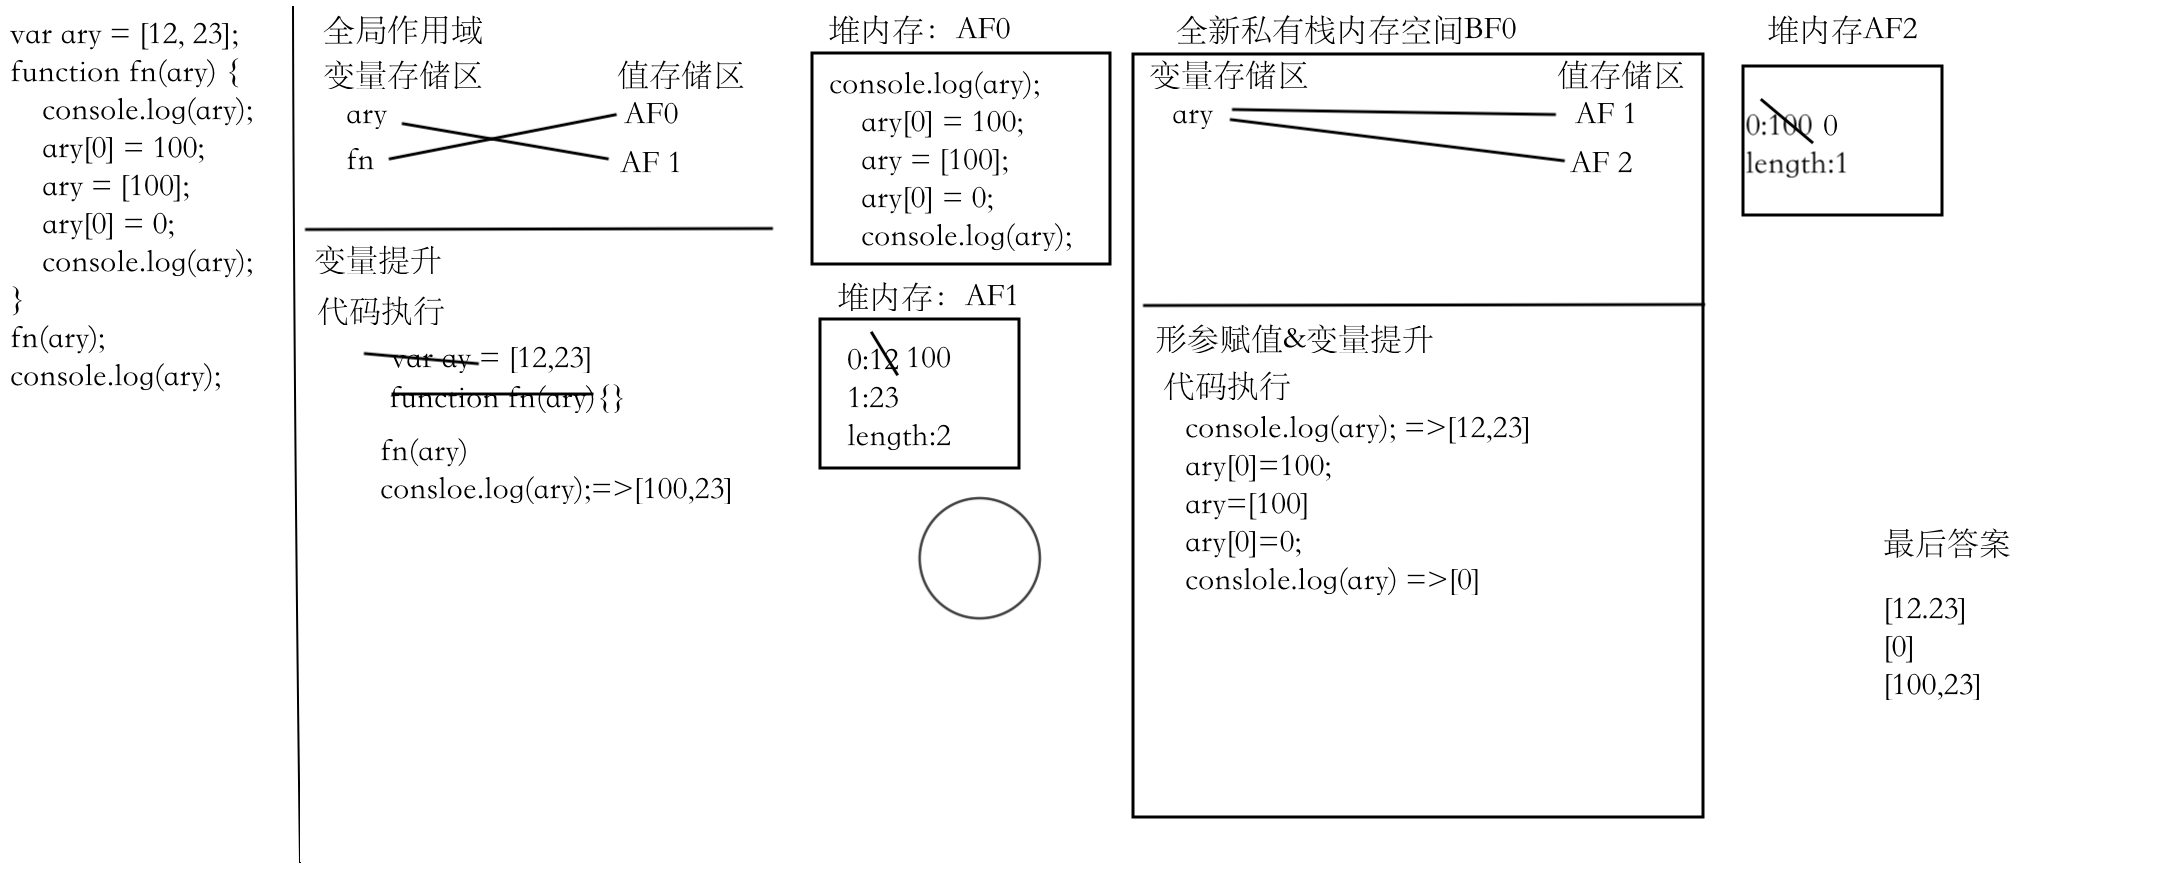 var ary = [12, 23];
function fn(ary) {
console.log(ary);
ary[0] = 100;
ary = [100];
ary[0] = 0;
console.log(ary);
}
fn(ary);
console.log(ary);
全局作用域
变量存储区 值存储区
ary AF0
fn AF 1
变量提升
代码执行
var ay = [12,23]
function fn(ary){}
fn(ary)
consloe.log(ary);=>[100,23]
堆内存：AF0
console.log(ary);
ary[0] = 100;
ary = [100];
ary[0] = 0;
console.log(ary);
堆内存：AF1
0:12 100
1:23
length:2
全新私有栈内存空间BF0
变量存储区 值存储区
ary AF 1
AF 2
形参赋值&变量提升
代码执行
console.log(ary); =>[12,23]
ary[0]=100;
ary=[100]
ary[0]=0;
conslole.log(ary) =>[0]
堆内存AF2
0:100 0
length:1
最后答案
[12.23]
[0]
[100,23]